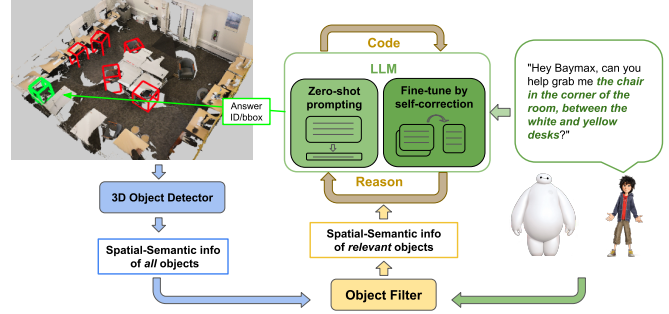 Code
LLM
Zero-shot
prompting
Fine-tune by
self-correction
Reason
Answer
ID/bbox
"Hey Baymax, can you
help grab me the chair
in the corner of the
room, between the
white and yellow
desks?"
3D Object Detector
Spatial-Semantic info
of all objects
Spatial-Semantic info
of relevant objects
Object Filter